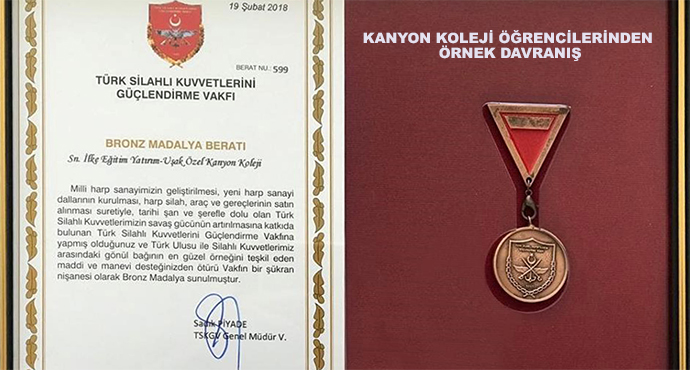 19 Şubat 2018
BERAT NU.: 599
TÜRK SİLAHLI KUVVETLERİNİ
GÜÇLENDİRME VAKFI
BRONZ MADALYA BERATI
Sn. İlke Eğitim Yatırım-Uşak Özel Kanyon Koleji
Milli harp sanayimizin geliştirilmesi, yeni harp sanayi
dallarının kurulması, harp silah, araç ve gereçlerinin satın
alınması suretiyle, tarihi şan ve şerefle dolu olan Türk
Silahlı Kuvvetlerimizin savaş gücünün artırılmasına katkıda
bulunan Türk Silahlı Kuvvetlerini Güçlendirme Vakfına
yapmış olduğunuz ve Türk Ulusu ile Silahlı Kuvvetlerimiz
arasındaki gönül bağının en güzel örneğini teşkil eden
maddi ve manevi desteğinizden ötürü Vakfın bir şükran
nişanesi olarak Bronz Madalya sunulmuştur.
Sadık PİYADE
TSKGV Genel Müdür V.
KANYON KOLEJİ ÖĞRENCİLERİNDEN
ÖRNEK DAVRANIŞ